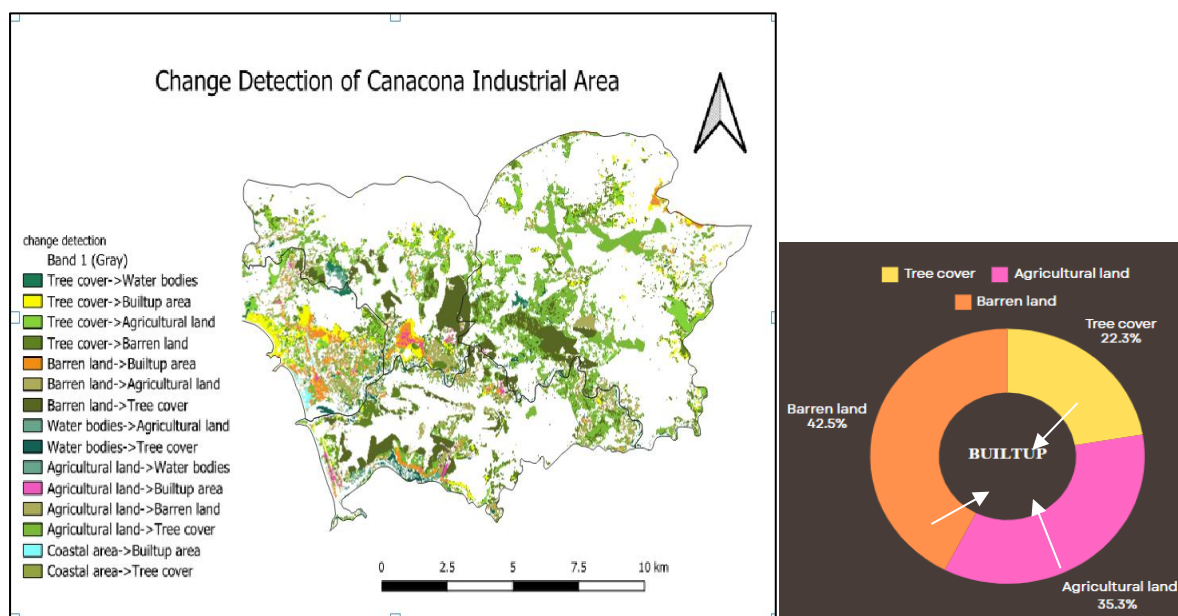 Change Detection of Canacona Industrial Area
change detection
Band 1 (Gray)
Tree cover->Water bodies
Tree cover->Builtup area
Tree cover->Agricultural land
Tree cover->Barren land
Barren land->Builtup area
Barren land->Agricultural land
Barren land->Tree cover
Water bodies->Agricultural land
Water bodies->Tree cover
Agricultural land->Water bodies
Agricultural land->Builtup area
Agricultural land->Barren land
Agricultural land->Tree cover
Coastal area->Builtup area
Coastal area->Tree cover
0 2.5 5 7.5 10 km
Tree cover Agricultural land
Barren land
Tree cover
22.3%
Barren land
42.5%
BUILTUP
Agricultural land
35.3%